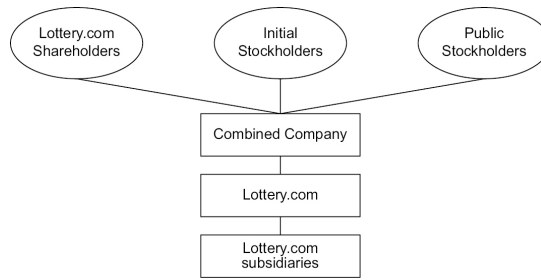 Lottery.com
Shareholders
Initial
Stockholders
Public
Stockholders
Combined Company
Lottery.com
Lottery.com
subsidiaries